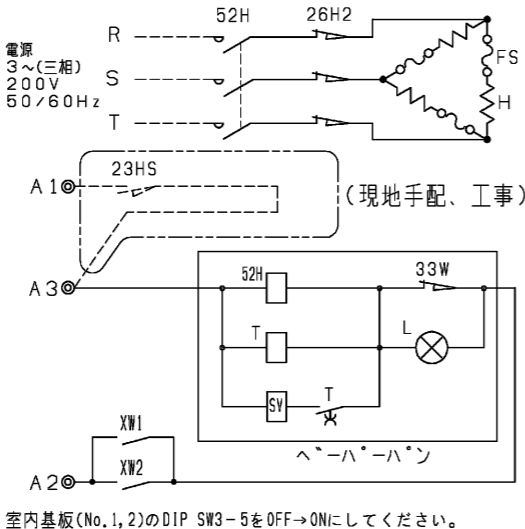 52H
26H2
電源
3～(三相)
200V
50/60Hz
R
S
T
FS
H
A1
23HS
(現地手配、工事)
A3
52H
33W
T
L
SV
T
ベーパーパン
XW1
XW2
A2
室内基板(No.1,2)のDIP SW3-5をOFF→ONにしてください。